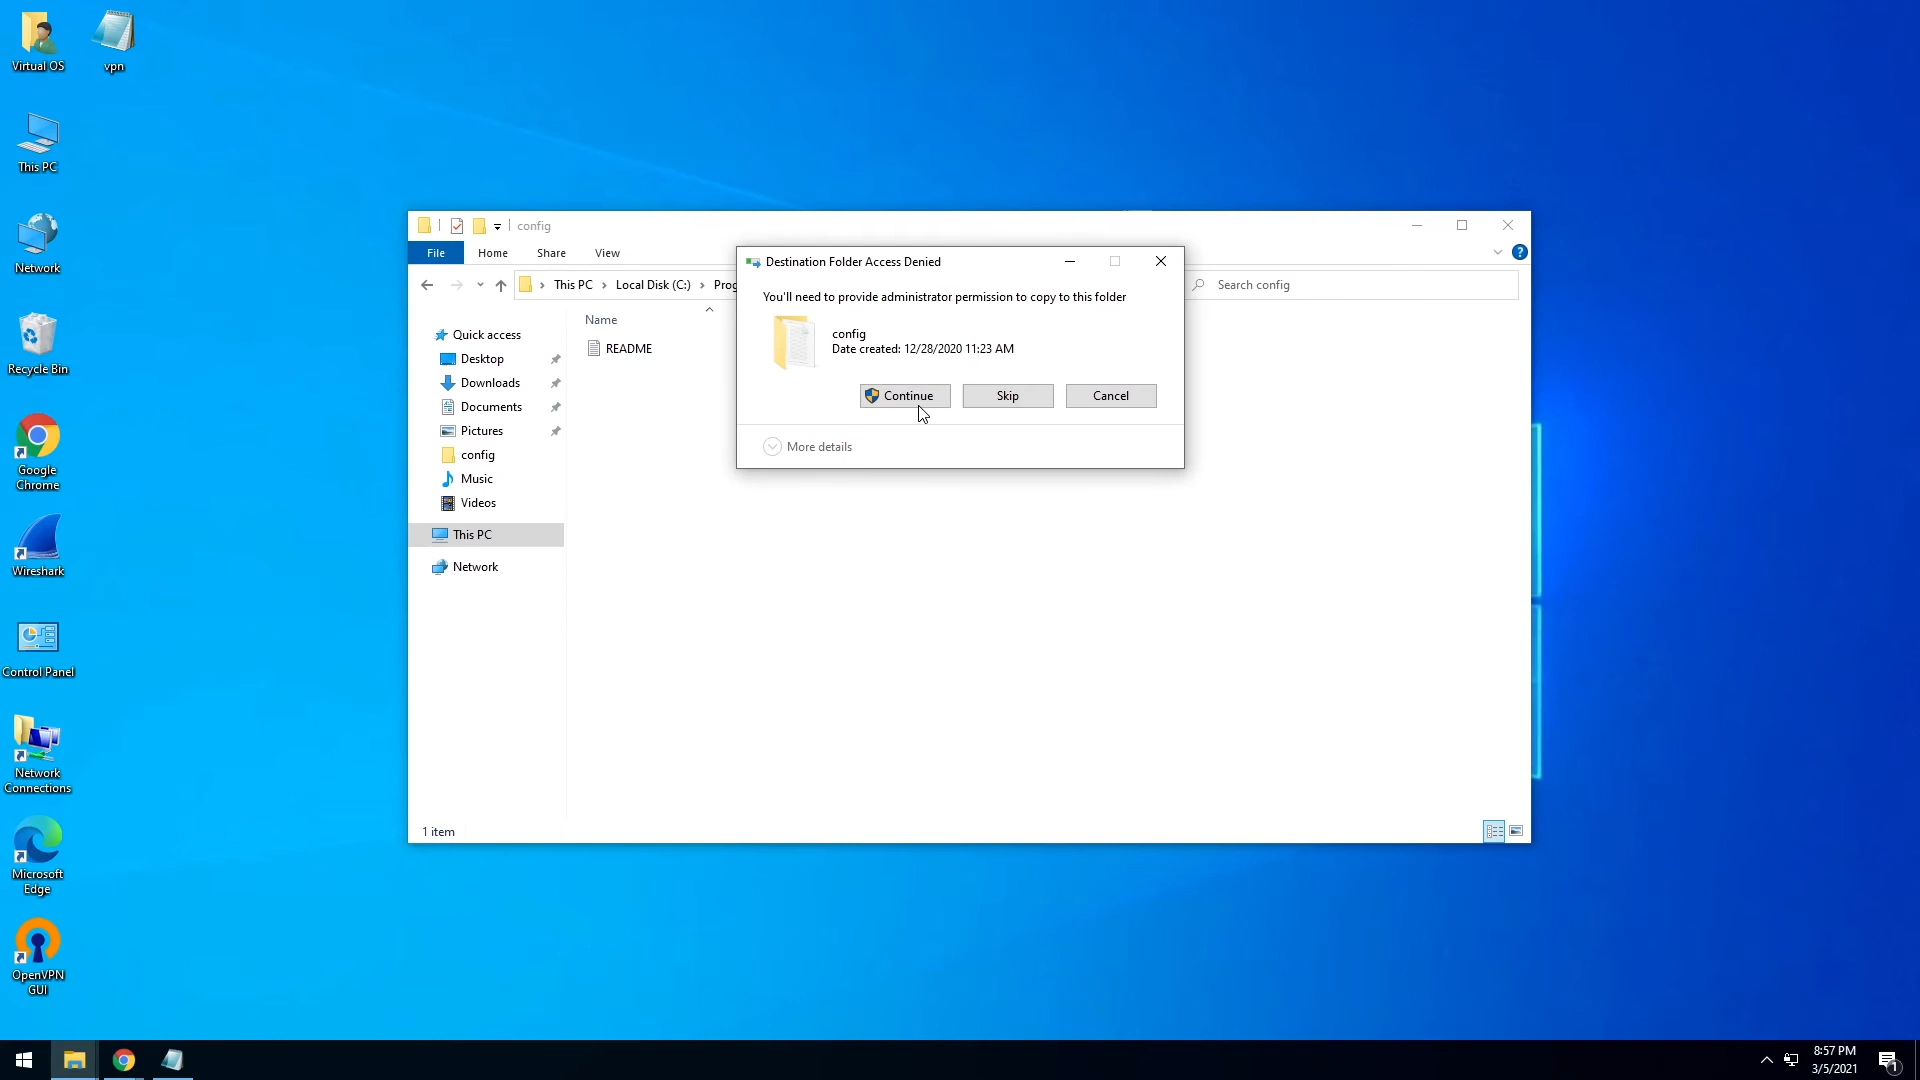 Virtual OS
vpn
This PC
Network
Recycle Bin
Google
Chrome
Wireshark
Control Panel
Network
Connections
Microsoft
Edge
OpenVPN
GUI
config
File
Home
Share
View
This PC
Local Disk (C:)
Prog
Search config
Quick access
Desktop
Downloads
Documents
Pictures
config
Music
Videos
This PC
Network
Name
README
1 item
Destination Folder Access Denied
You'll need to provide administrator permission to copy to this folder
config
Date created: 12/28/2020 11:23 AM
Continue
Skip
Cancel
More details
8:57 PM
3/5/2021
1